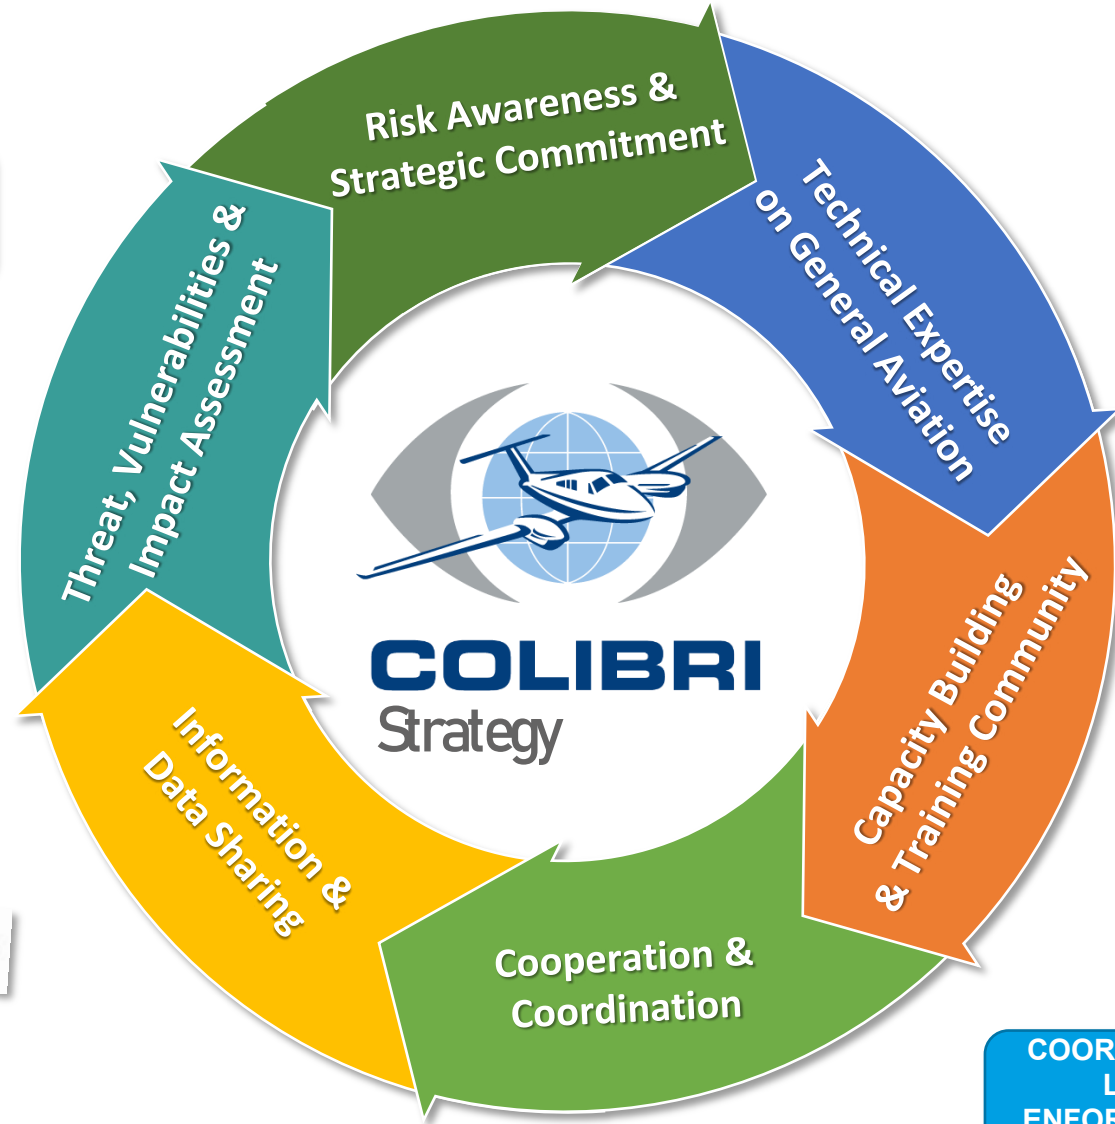 Risk Awareness &
Strategic Commitment
Technical Expertise
on General Aviation
Capacity Building
& Training Community
Cooperation &
Coordination
Information &
Data Sharing
Threat, Vulnerabilities &
Impact Assessment
COLIBRI
Strategy